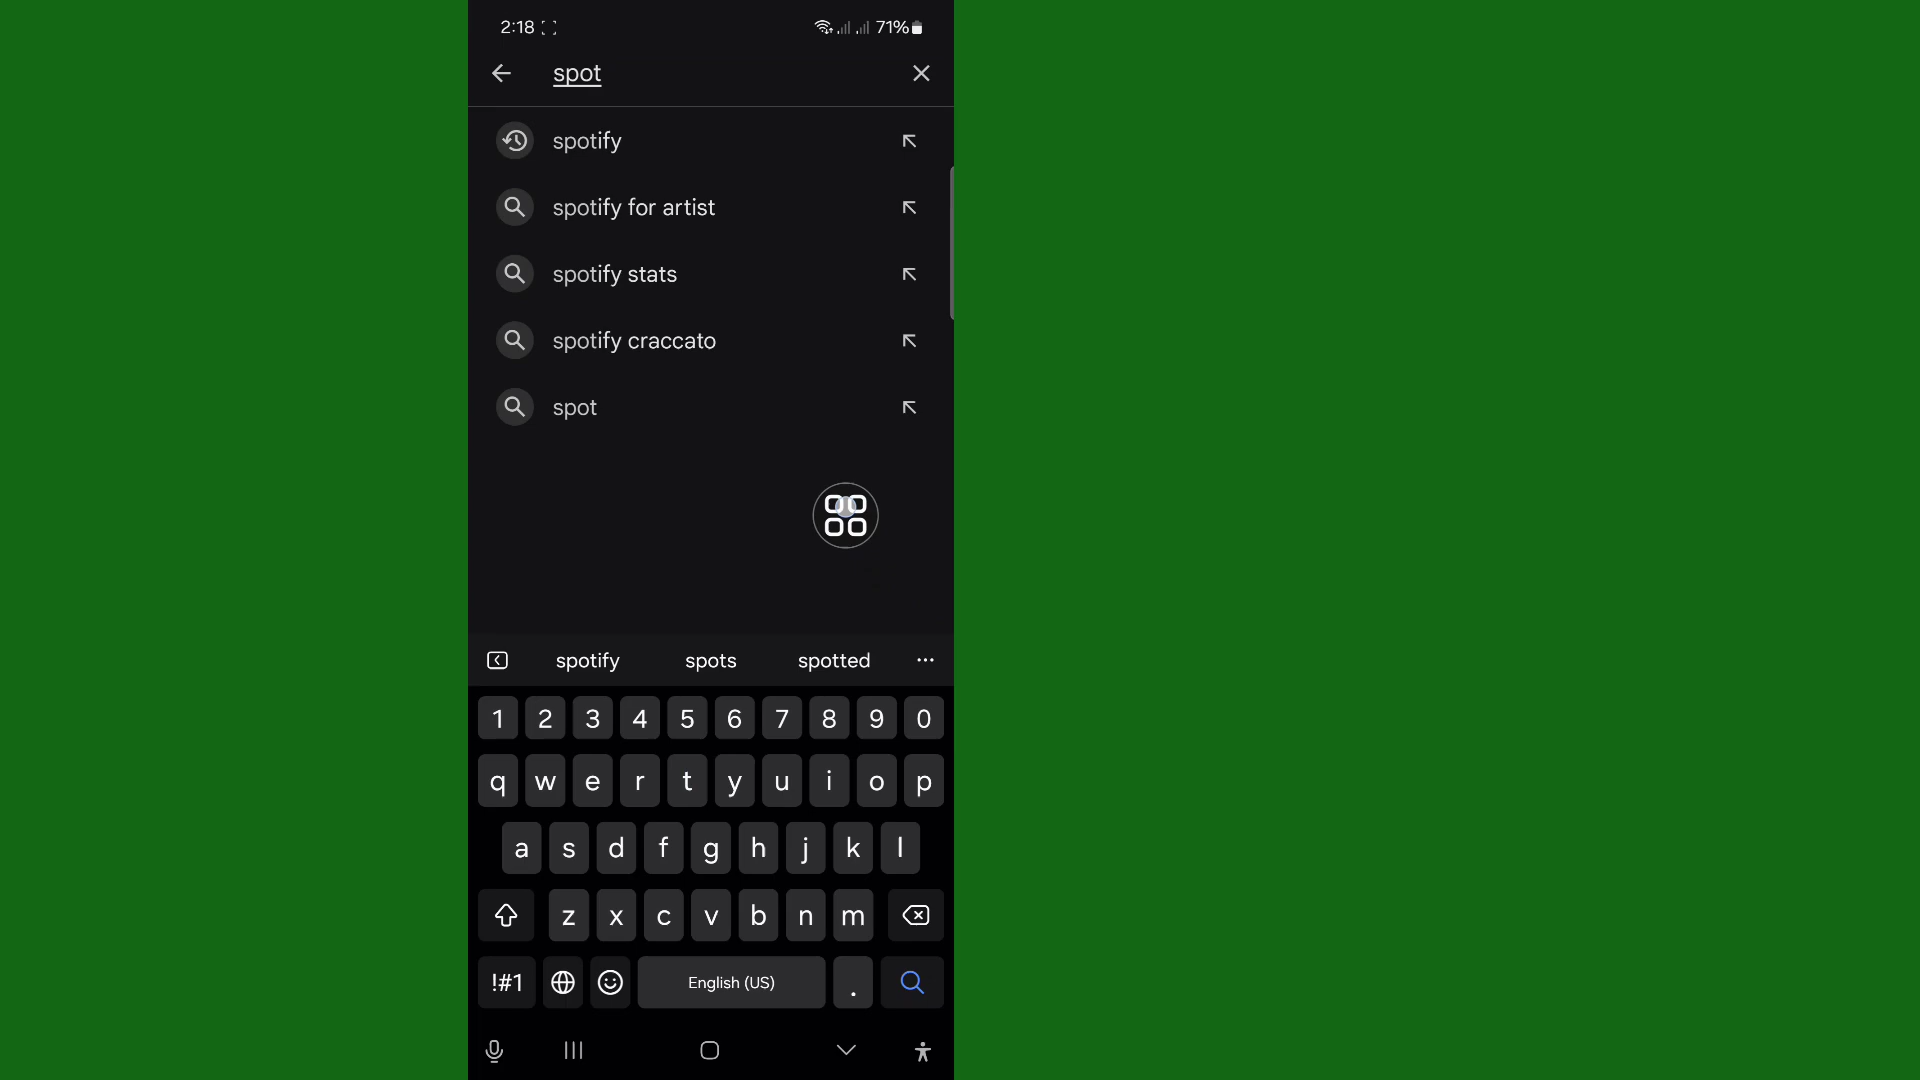 2:18
71%
spot
spotify
spotify for artist
spotify stats
spotify craccato
spot
spotify spots spotted
1 2 3 4 5 6 7 8 9 0
q w e r t y u i o p
a s d f g h j k l
z x c v b n m
!#1 English (US) .